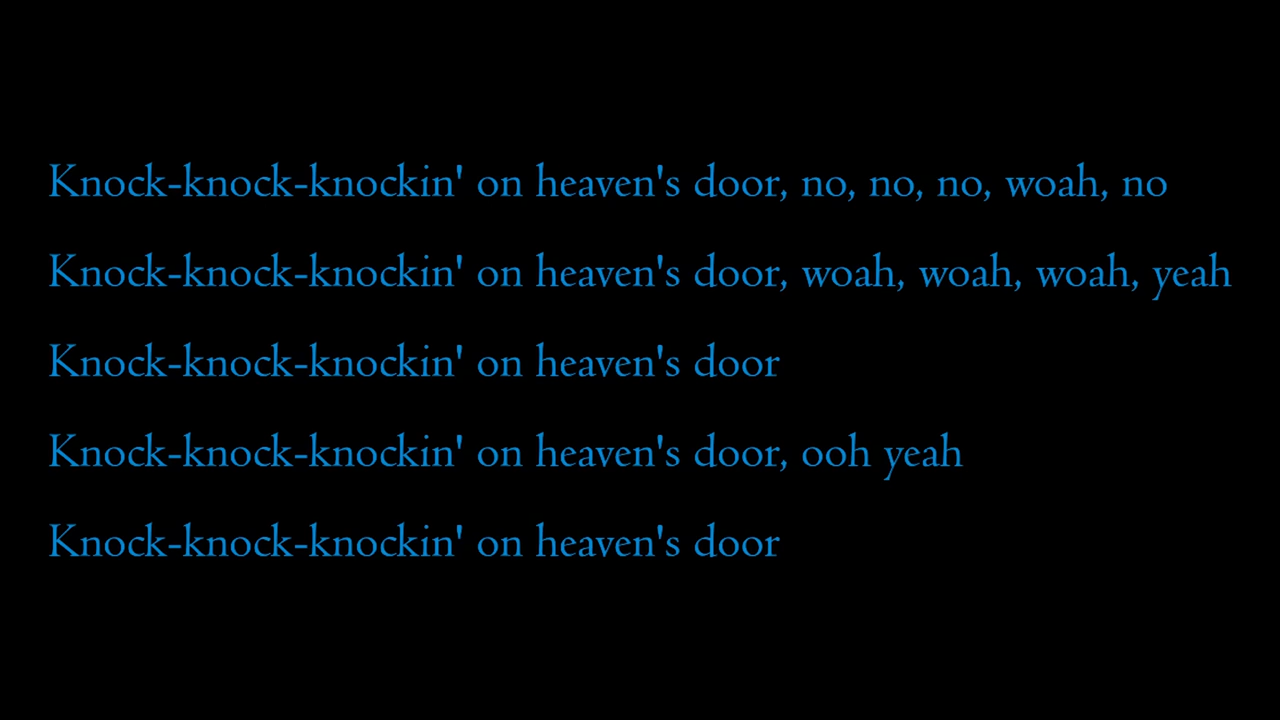 Knock-knock-knockin' on heaven's door, no, no, no, woah, no
Knock-knock-knockin' on heaven's door, woah, woah, woah, yeah
Knock-knock-knockin' on heaven's door
Knock-knock-knockin' on heaven's door, ooh yeah
Knock-knock-knockin' on heaven's door